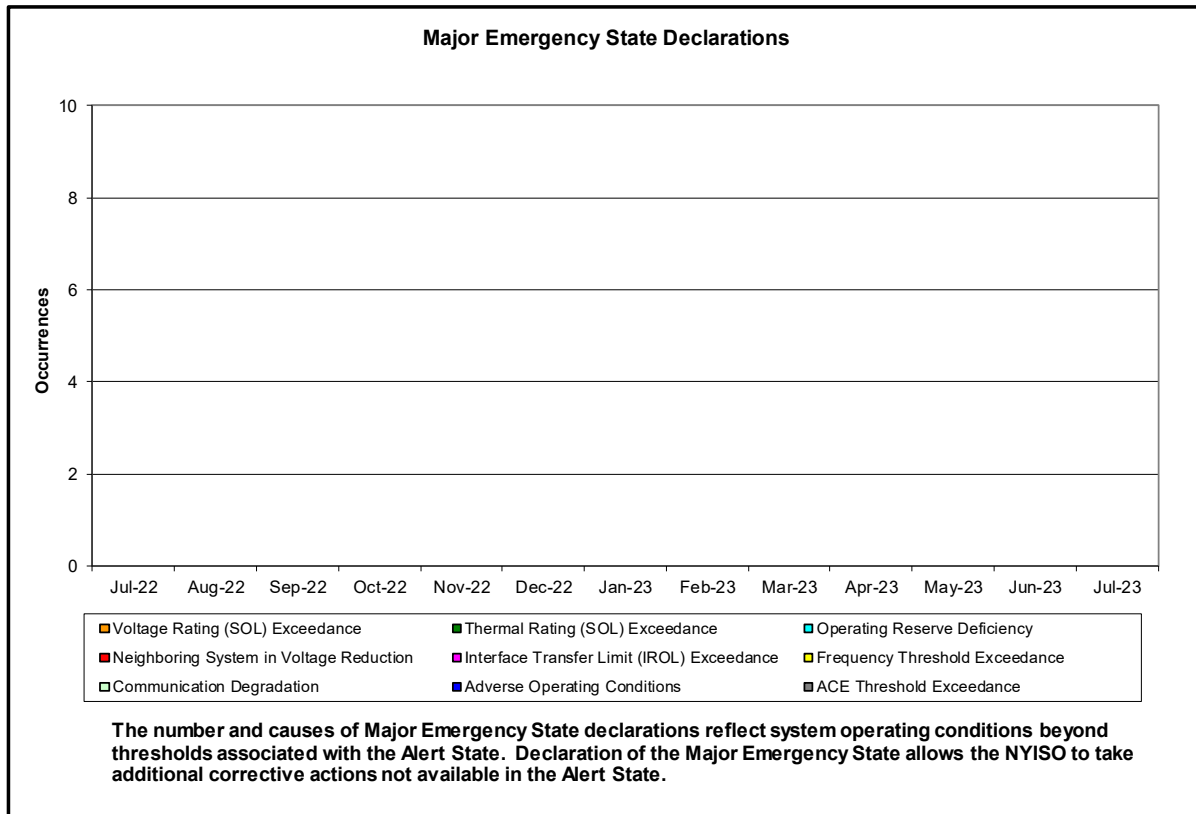 Major Emergency State Declarations
10
8
6
4
2
0
Occurrences
Jul-22 Aug-22 Sep-22 Oct-22 Nov-22 Dec-22 Jan-23 Feb-23 Mar-23 Apr-23 May-23 Jun-23 Jul-23
Voltage Rating (SOL) Exceedance Thermal Rating (SOL) Exceedance Operating Reserve Deficiency
Neighboring System in Voltage Reduction Interface Transfer Limit (IROL) Exceedance Frequency Threshold Exceedance
Communication Degradation Adverse Operating Conditions ACE Threshold Exceedance
The number and causes of Major Emergency State declarations reflect system operating conditions beyond
thresholds associated with the Alert State.  Declaration of the Major Emergency State allows the NYISO to take
additional corrective actions not available in the Alert State.